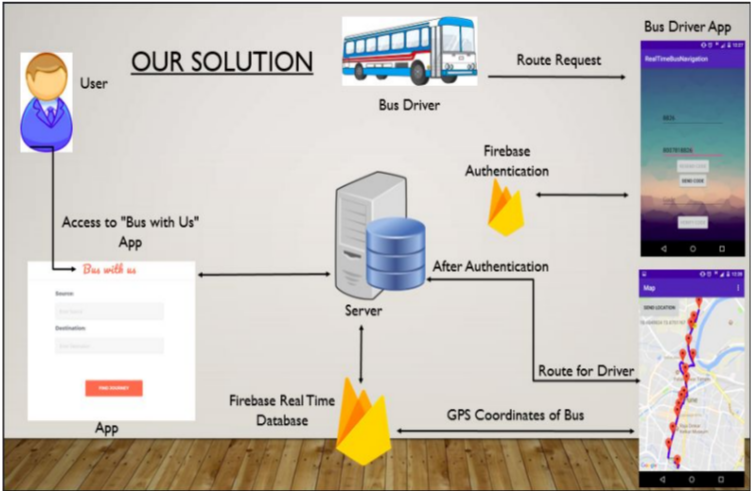 OUR SOLUTION
User
Bus Driver
Route Request
Bus Driver App
RealTimeBusNavigation
SEND CODE
Firebase
Authentication
Access to "Bus with Us"
App
Bus with us
Source:
Destination:
App
Server
After Authentication
Map
SEND LOCATION
Route for Driver
Firebase Real Time
Database
GPS Coordinates of Bus
Google